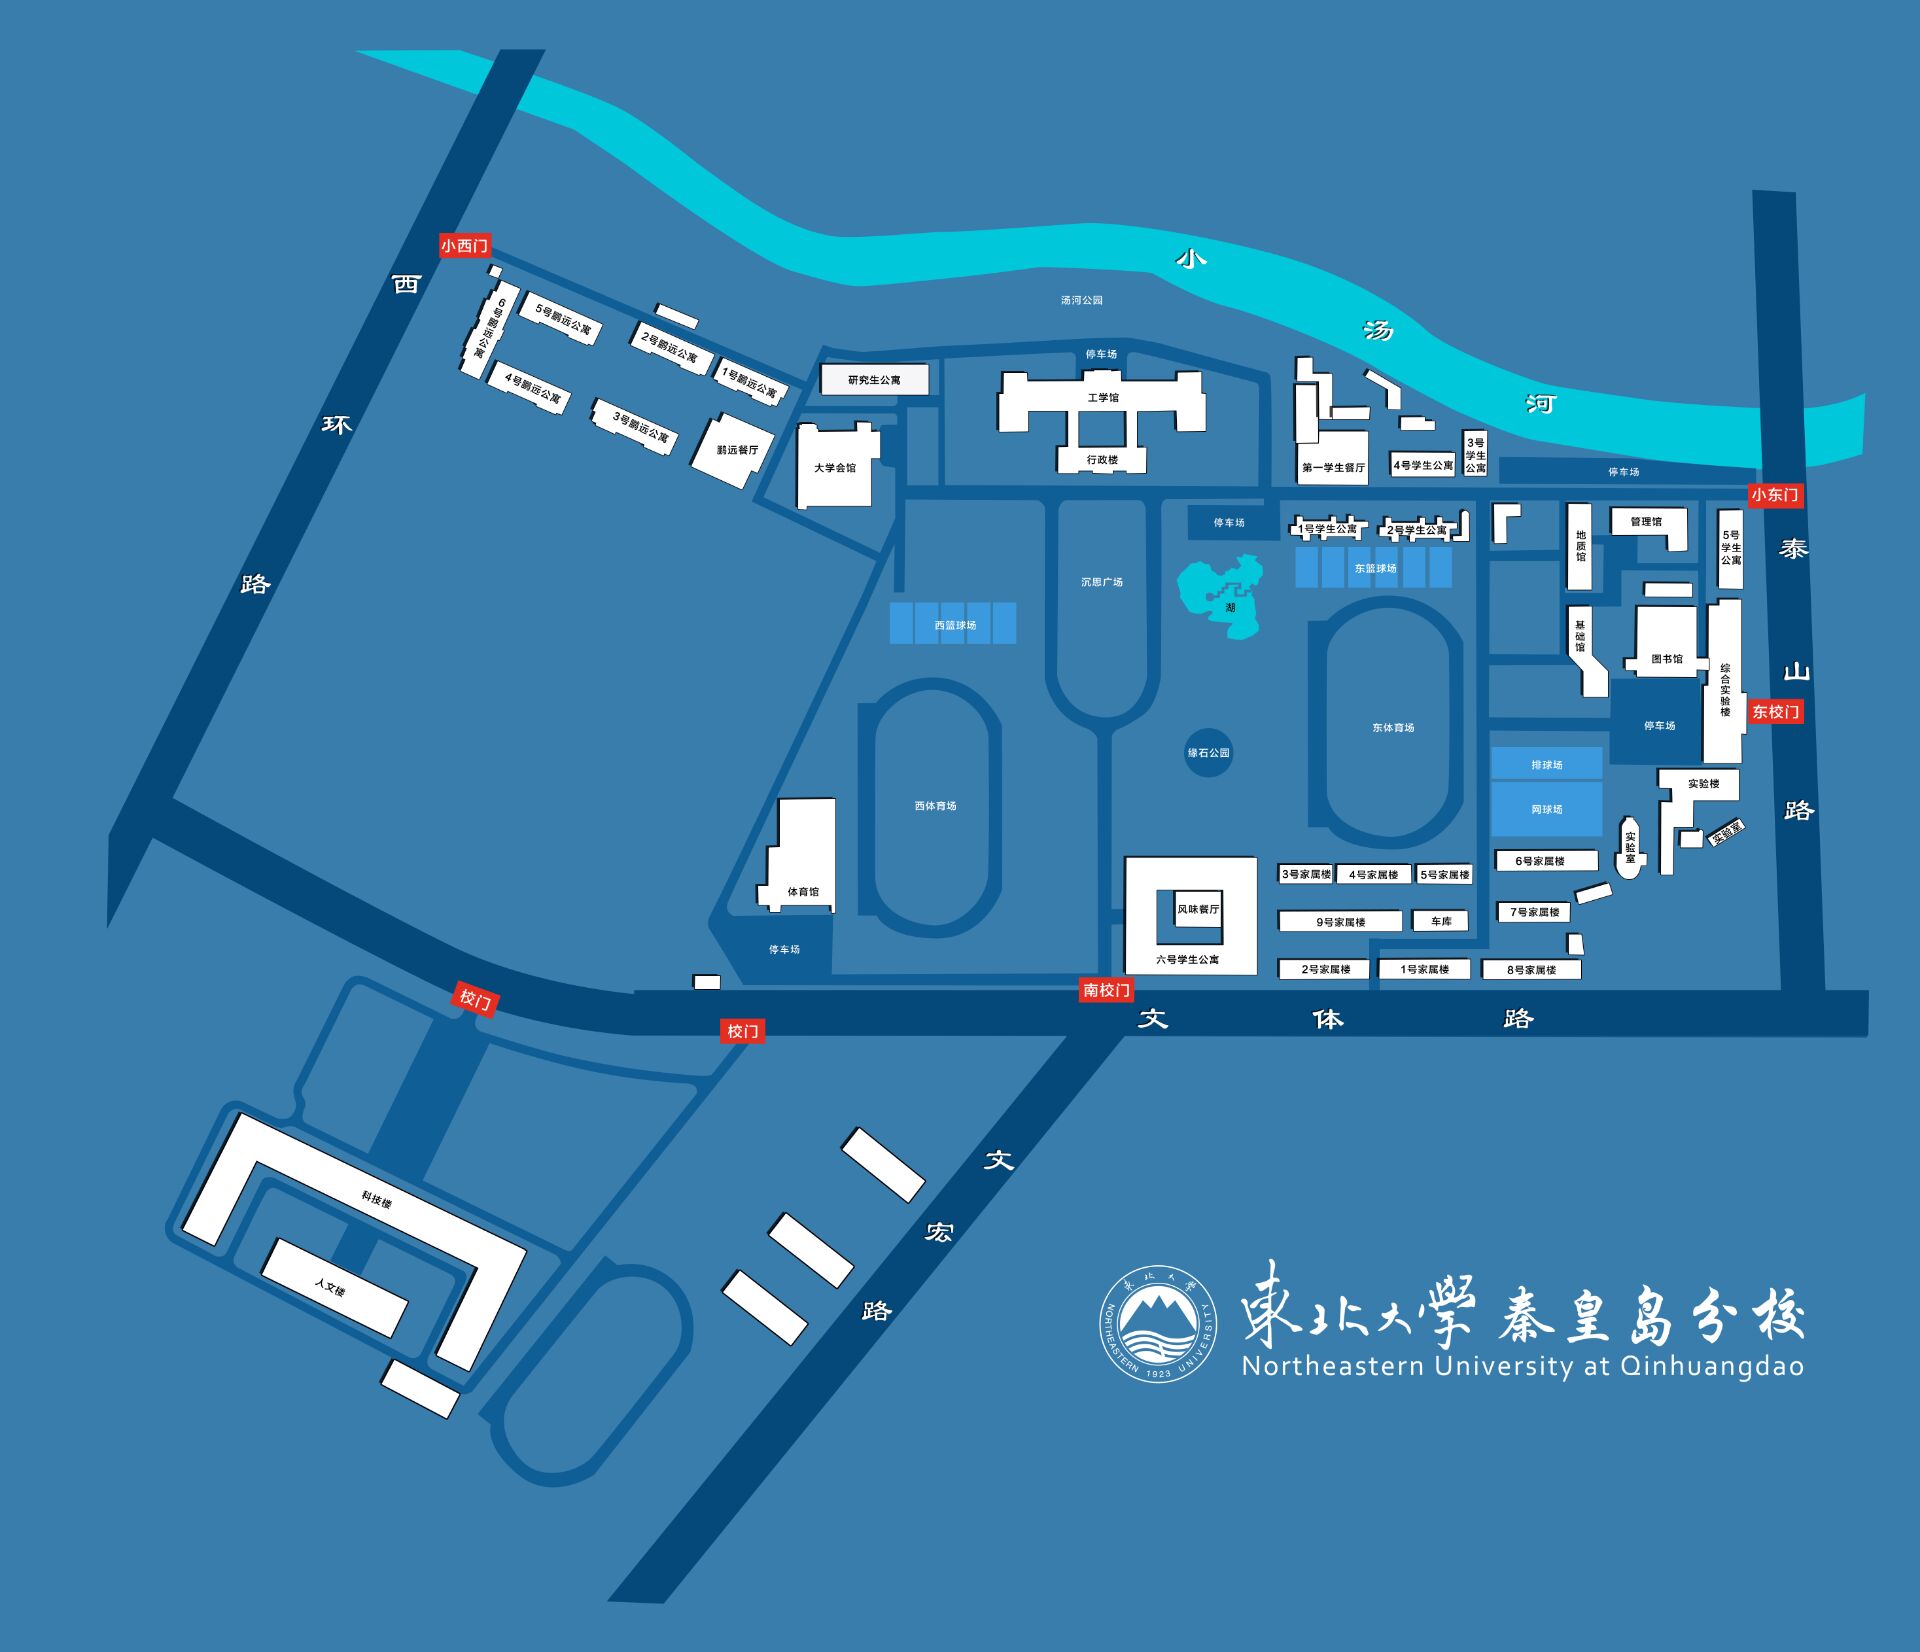 小西门
西
环
路
小
汤
河
汤河公园
6号鹏远公寓
5号鹏远公寓
2号鹏远公寓
1号鹏远公寓
4号鹏远公寓
3号鹏远公寓
鹏远餐厅
研究生公寓
大学会馆
停车场
工学馆
行政楼
第一学生餐厅
4号学生公寓
3号
学生
公寓
停车场
小东门
停车场
1号学生公寓
2号学生公寓
地质馆
管理馆
5号
学生
公寓
泰
山
路
沉思广场
湖
东篮球场
西篮球场
基础馆
图书馆
综合实验楼
东校门
停车场
东体育场
缘石公园
西体育场
排球场
网球场
实验楼
实验室
实验室
体育馆
停车场
风味餐厅
六号学生公寓
3号家属楼
4号家属楼
5号家属楼
6号家属楼
9号家属楼
车库
7号家属楼
2号家属楼
1号家属楼
8号家属楼
南校门
校门
校门
文
体
路
文
宏
路
科技楼
人文楼
東北大學
NORTHEASTERN UNIVERSITY
1923
東北大學秦皇岛分校
Northeastern University at Qinhuangdao